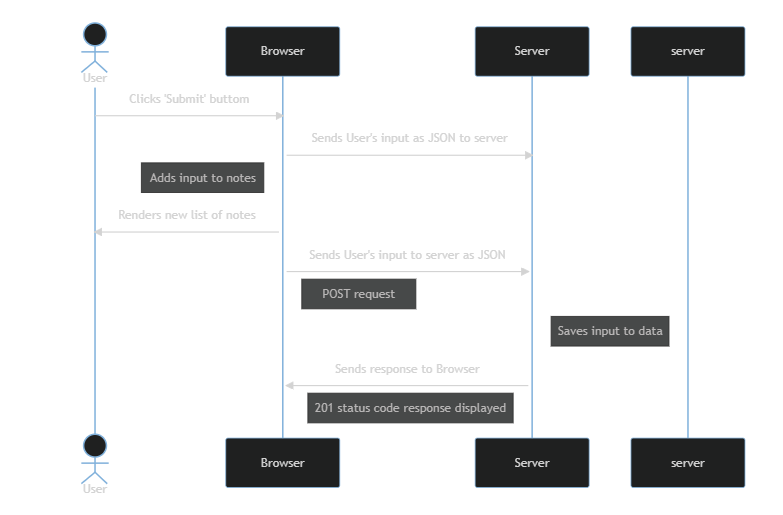 Browser
Server
server
User
Clicks 'Submit' buttom
Sends User's input as JSON to server
Adds input to notes
Renders new list of notes
Sends User's input to server as JSON
POST request
Saves input to data
Sends response to Browser
201 status code response displayed
Browser
Server
server
User